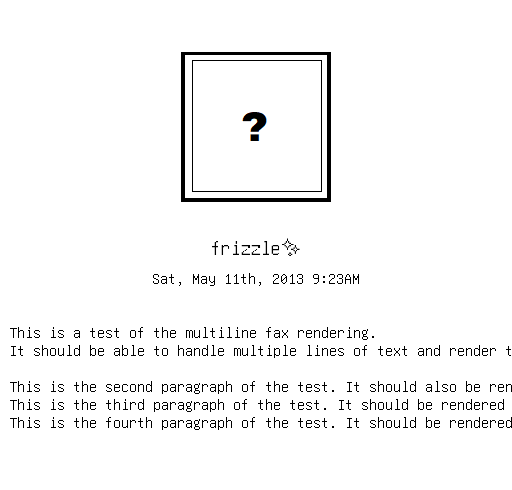 ?
frizzle✨
Sat, May 11th, 2013 9:23AM
This is a test of the multiline fax rendering.
It should be able to handle multiple lines of text and render t
This is the second paragraph of the test. It should also be ren
This is the third paragraph of the test. It should be rendered
This is the fourth paragraph of the test. It should be rendered